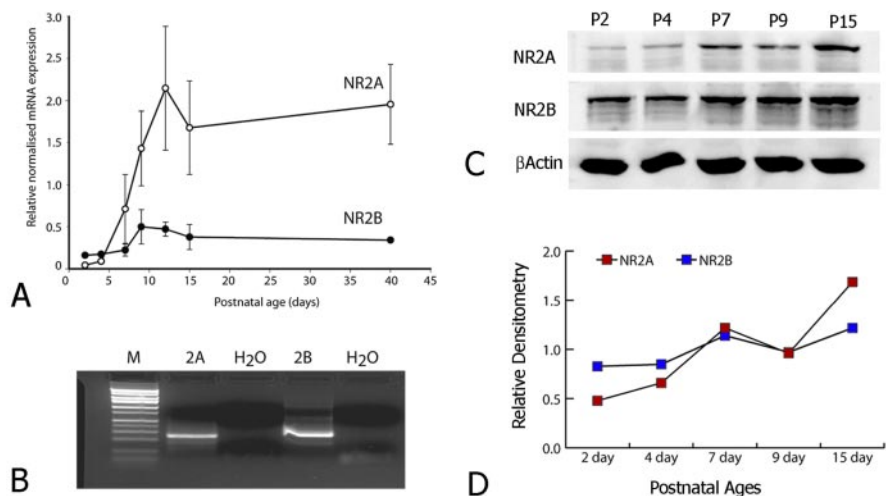 A
Relative normalised mRNA expression
3.0
2.5
2.0
1.5
1.0
0.5
0
NR2A
NR2B
0 5 10 15 20 25 30 35 40 45
Postnatal age (days)
B
M 2A H2O 2B H2O
C
P2 P4 P7 P9 P15
NR2A
NR2B
βActin
D
Relative Densitometry
2.0
1.5
1.0
0.5
0.0
NR2A NR2B
2 day 4 day 7 day 9 day 15 day
Postnatal Ages